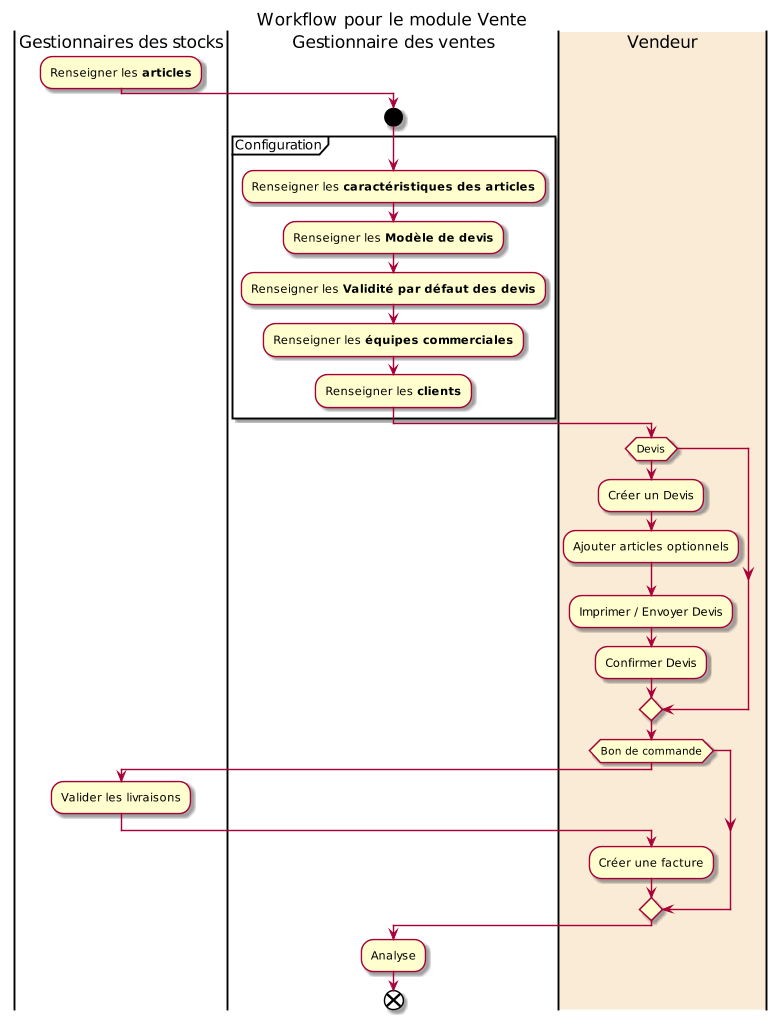 Workflow pour le module Vente
Gestionnaires des stocks
Gestionnaire des ventes
Vendeur
Renseigner les articles
Configuration
Renseigner les caractéristiques des articles
Renseigner les Modèle de devis
Renseigner les Validité par défaut des devis
Renseigner les équipes commerciales
Renseigner les clients
Devis
Créer un Devis
Ajouter articles optionnels
Imprimer / Envoyer Devis
Confirmer Devis
Bon de commande
Valider les livraisons
Créer une facture
Analyse